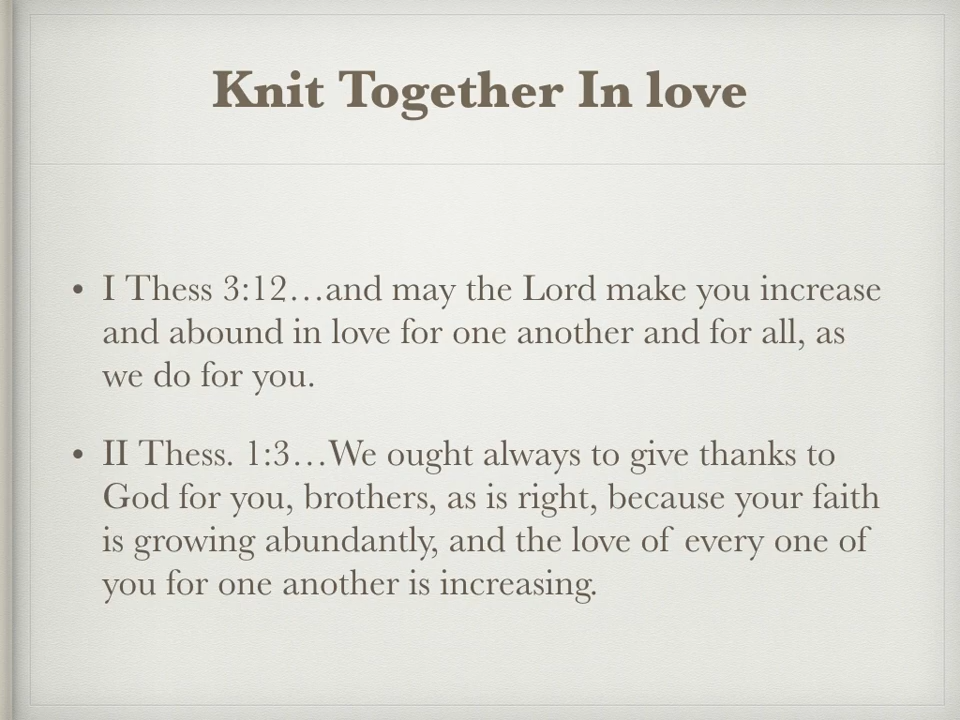 Knit Together In love
• I Thess 3:12…and may the Lord make you increase
and abound in love for one another and for all, as
we do for you.
• II Thess. 1:3…We ought always to give thanks to
God for you, brothers, as is right, because your faith
is growing abundantly, and the love of every one of
you for one another is increasing.